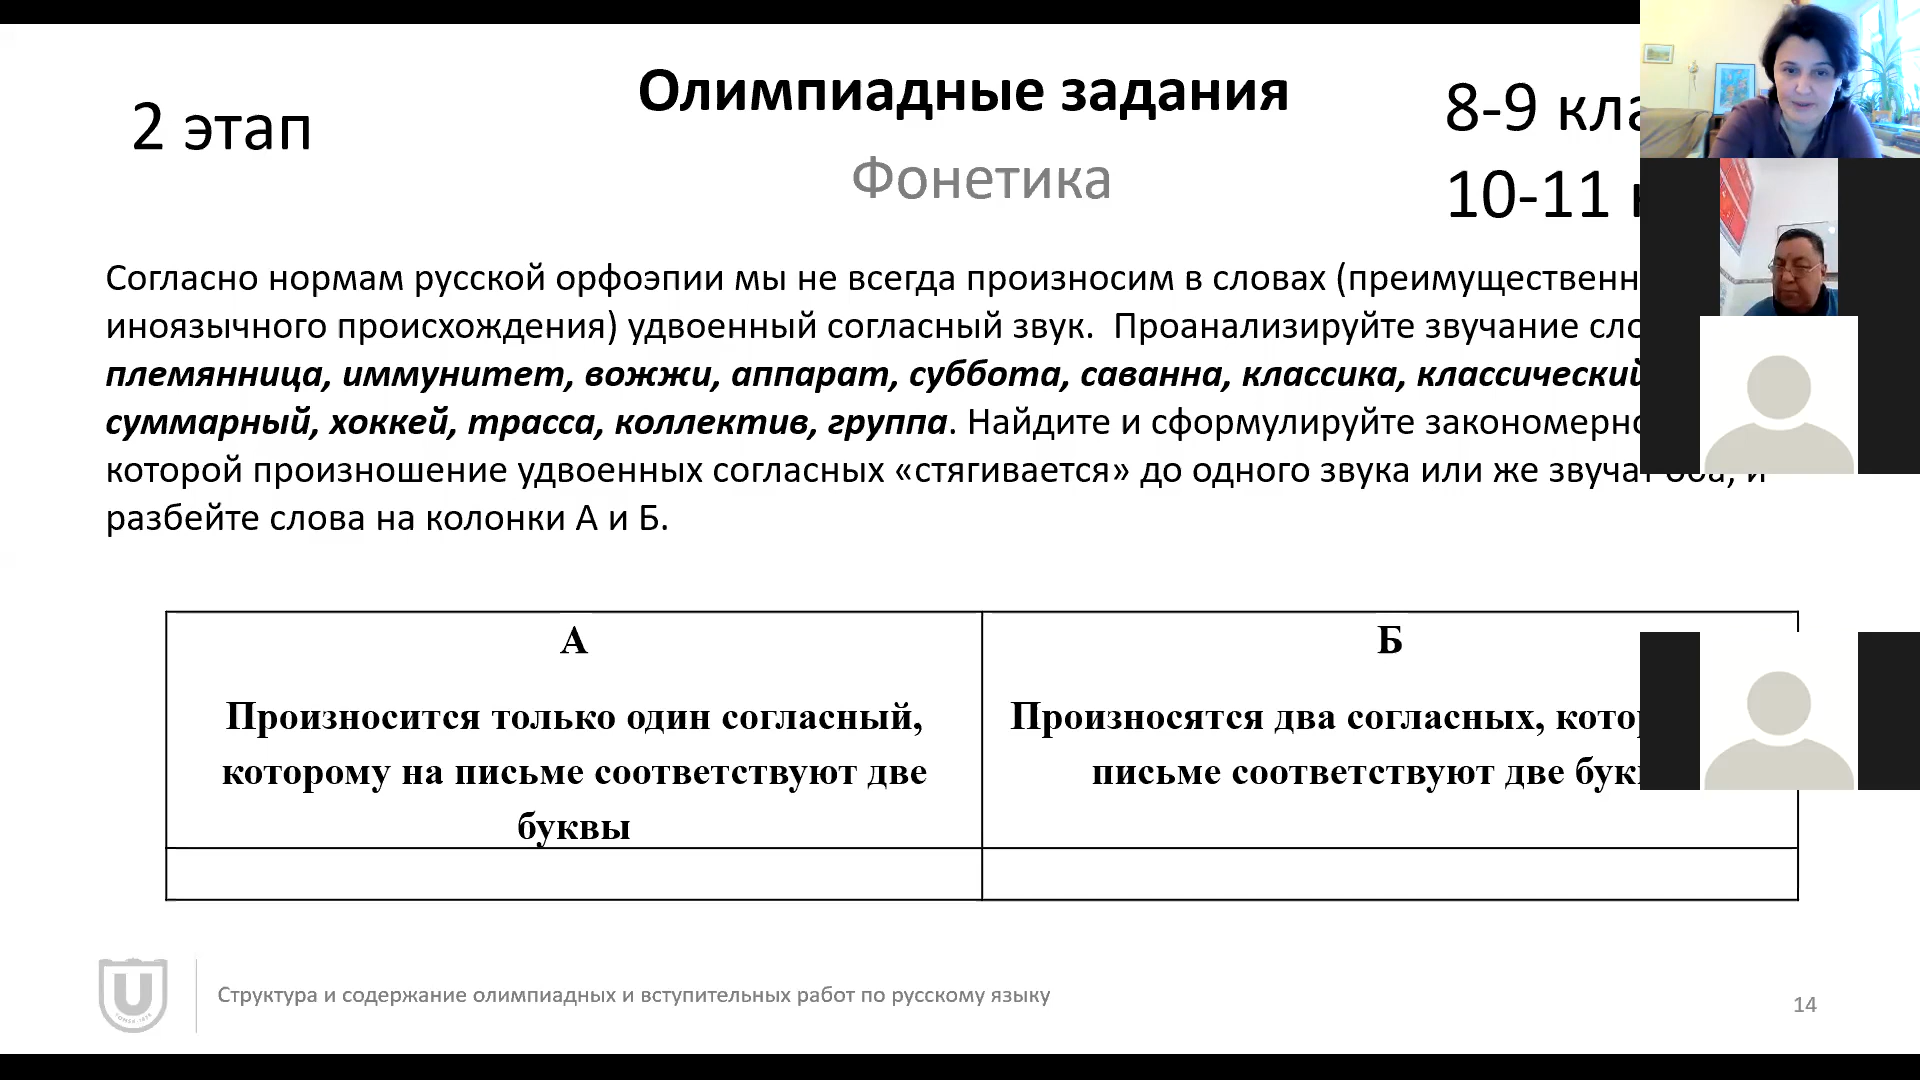 2 этап
Олимпиадные задания
8-9
Фонетика
10-11
Согласно нормам русской орфоэпии мы не всегда произносим в словах (преимущественн
иноязычного происхождения) удвоенный согласный звук. Проанализируйте звучание сло
племянница, иммунитет, вожжи, аппарат, суббота, саванна, классика, классический
суммарный, хоккей, трасса, коллектив, группа. Найдите и сформулируйте закономерно
которой произношение удвоенных согласных «стягивается» до одного звука или же звучат оба, и
разбейте слова на колонки А и Б.
А
Произносится только один согласный,
которому на письме соответствуют две
буквы
Б
Произносятся два согласных,
письме соответствуют две
Структура и содержание олимпиадных и вступительных работ по русскому языку
14